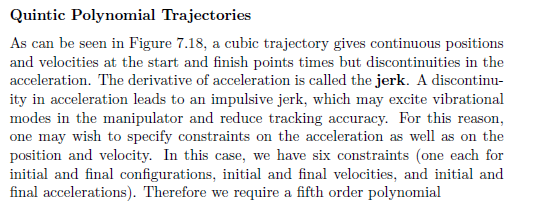 Quintic Polynomial Trajectories
As can be seen in Figure 7.18, a cubic trajectory gives continuous positions
and velocities at the start and finish points times but discontinuities in the
acceleration. The derivative of acceleration is called the jerk. A discontinu-
ity in acceleration leads to an impulsive jerk, which may excite vibrational
modes in the manipulator and reduce tracking accuracy. For this reason,
one may wish to specify constraints on the acceleration as well as on the
position and velocity. In this case, we have six constraints (one each for
initial and final configurations, initial and final velocities, and initial and
final accelerations). Therefore we require a fifth order polynomial